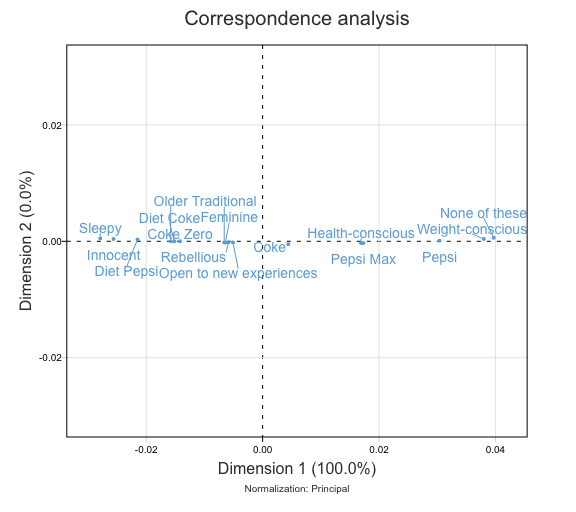 Correspondence analysis
Dimension 2 (0.0%)
0.02
0.00
-0.02
Older Traditional
Diet Coke Feminine
None of these
Sleepy
Coke Zero
Health-conscious
Weight-conscious
Coke
Innocent
Rebellious
Pepsi Max
Pepsi
Diet Pepsi
Open to new experiences
-0.02
0.00
0.02
0.04
Dimension 1 (100.0%)
Normalization: Principal